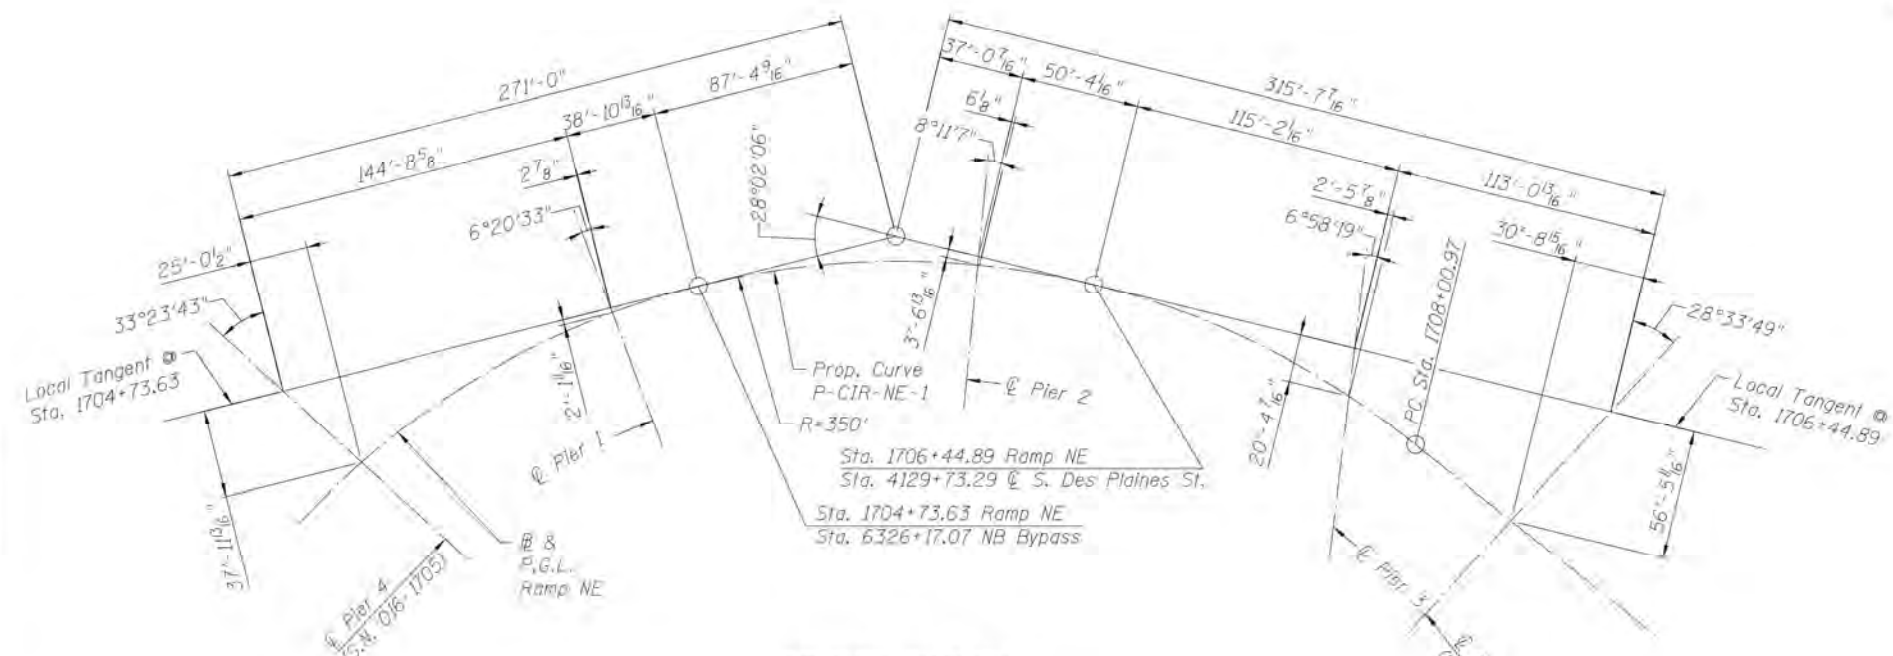 271'-0"
87'-4 9/16"
38'-10 13/16"
144'-8 5/8"
2 7/8"
6°20'33"
25'-0 1/2"
33°23'43"
Local Tangent @
Sta. 1704+73.63
37'-11 13/16"
28°02'06"
37'-0 7/16"
50'-4 1/16"
315'-7 7/16"
6 1/8"
8°11'7"
115'-2 1/16"
113'-0 13/16"
2'-5 7/8"
6°58'19"
30'-8 15/16"
28°33'49"
Local Tangent @
Sta. 1706+44.89
PC Sta. 1708+00.97
3'-6 13/16"
2'-1 11/16"
20'-4 7/16"
56'-5 11/16"
Prop. Curve
P-CIR-NE-1
R=350'
℄ Pier 1
℄ Pier 2
℄ Pier 3
Sta. 1706+44.89 Ramp NE
Sta. 4129+73.29 ℄ S. Des Plaines St.
Sta. 1704+73.63 Ramp NE
Sta. 6326+17.07 NB Bypass
&
P.G.L.
Ramp NE
℄ Pier 4
S.N. 016-1705)